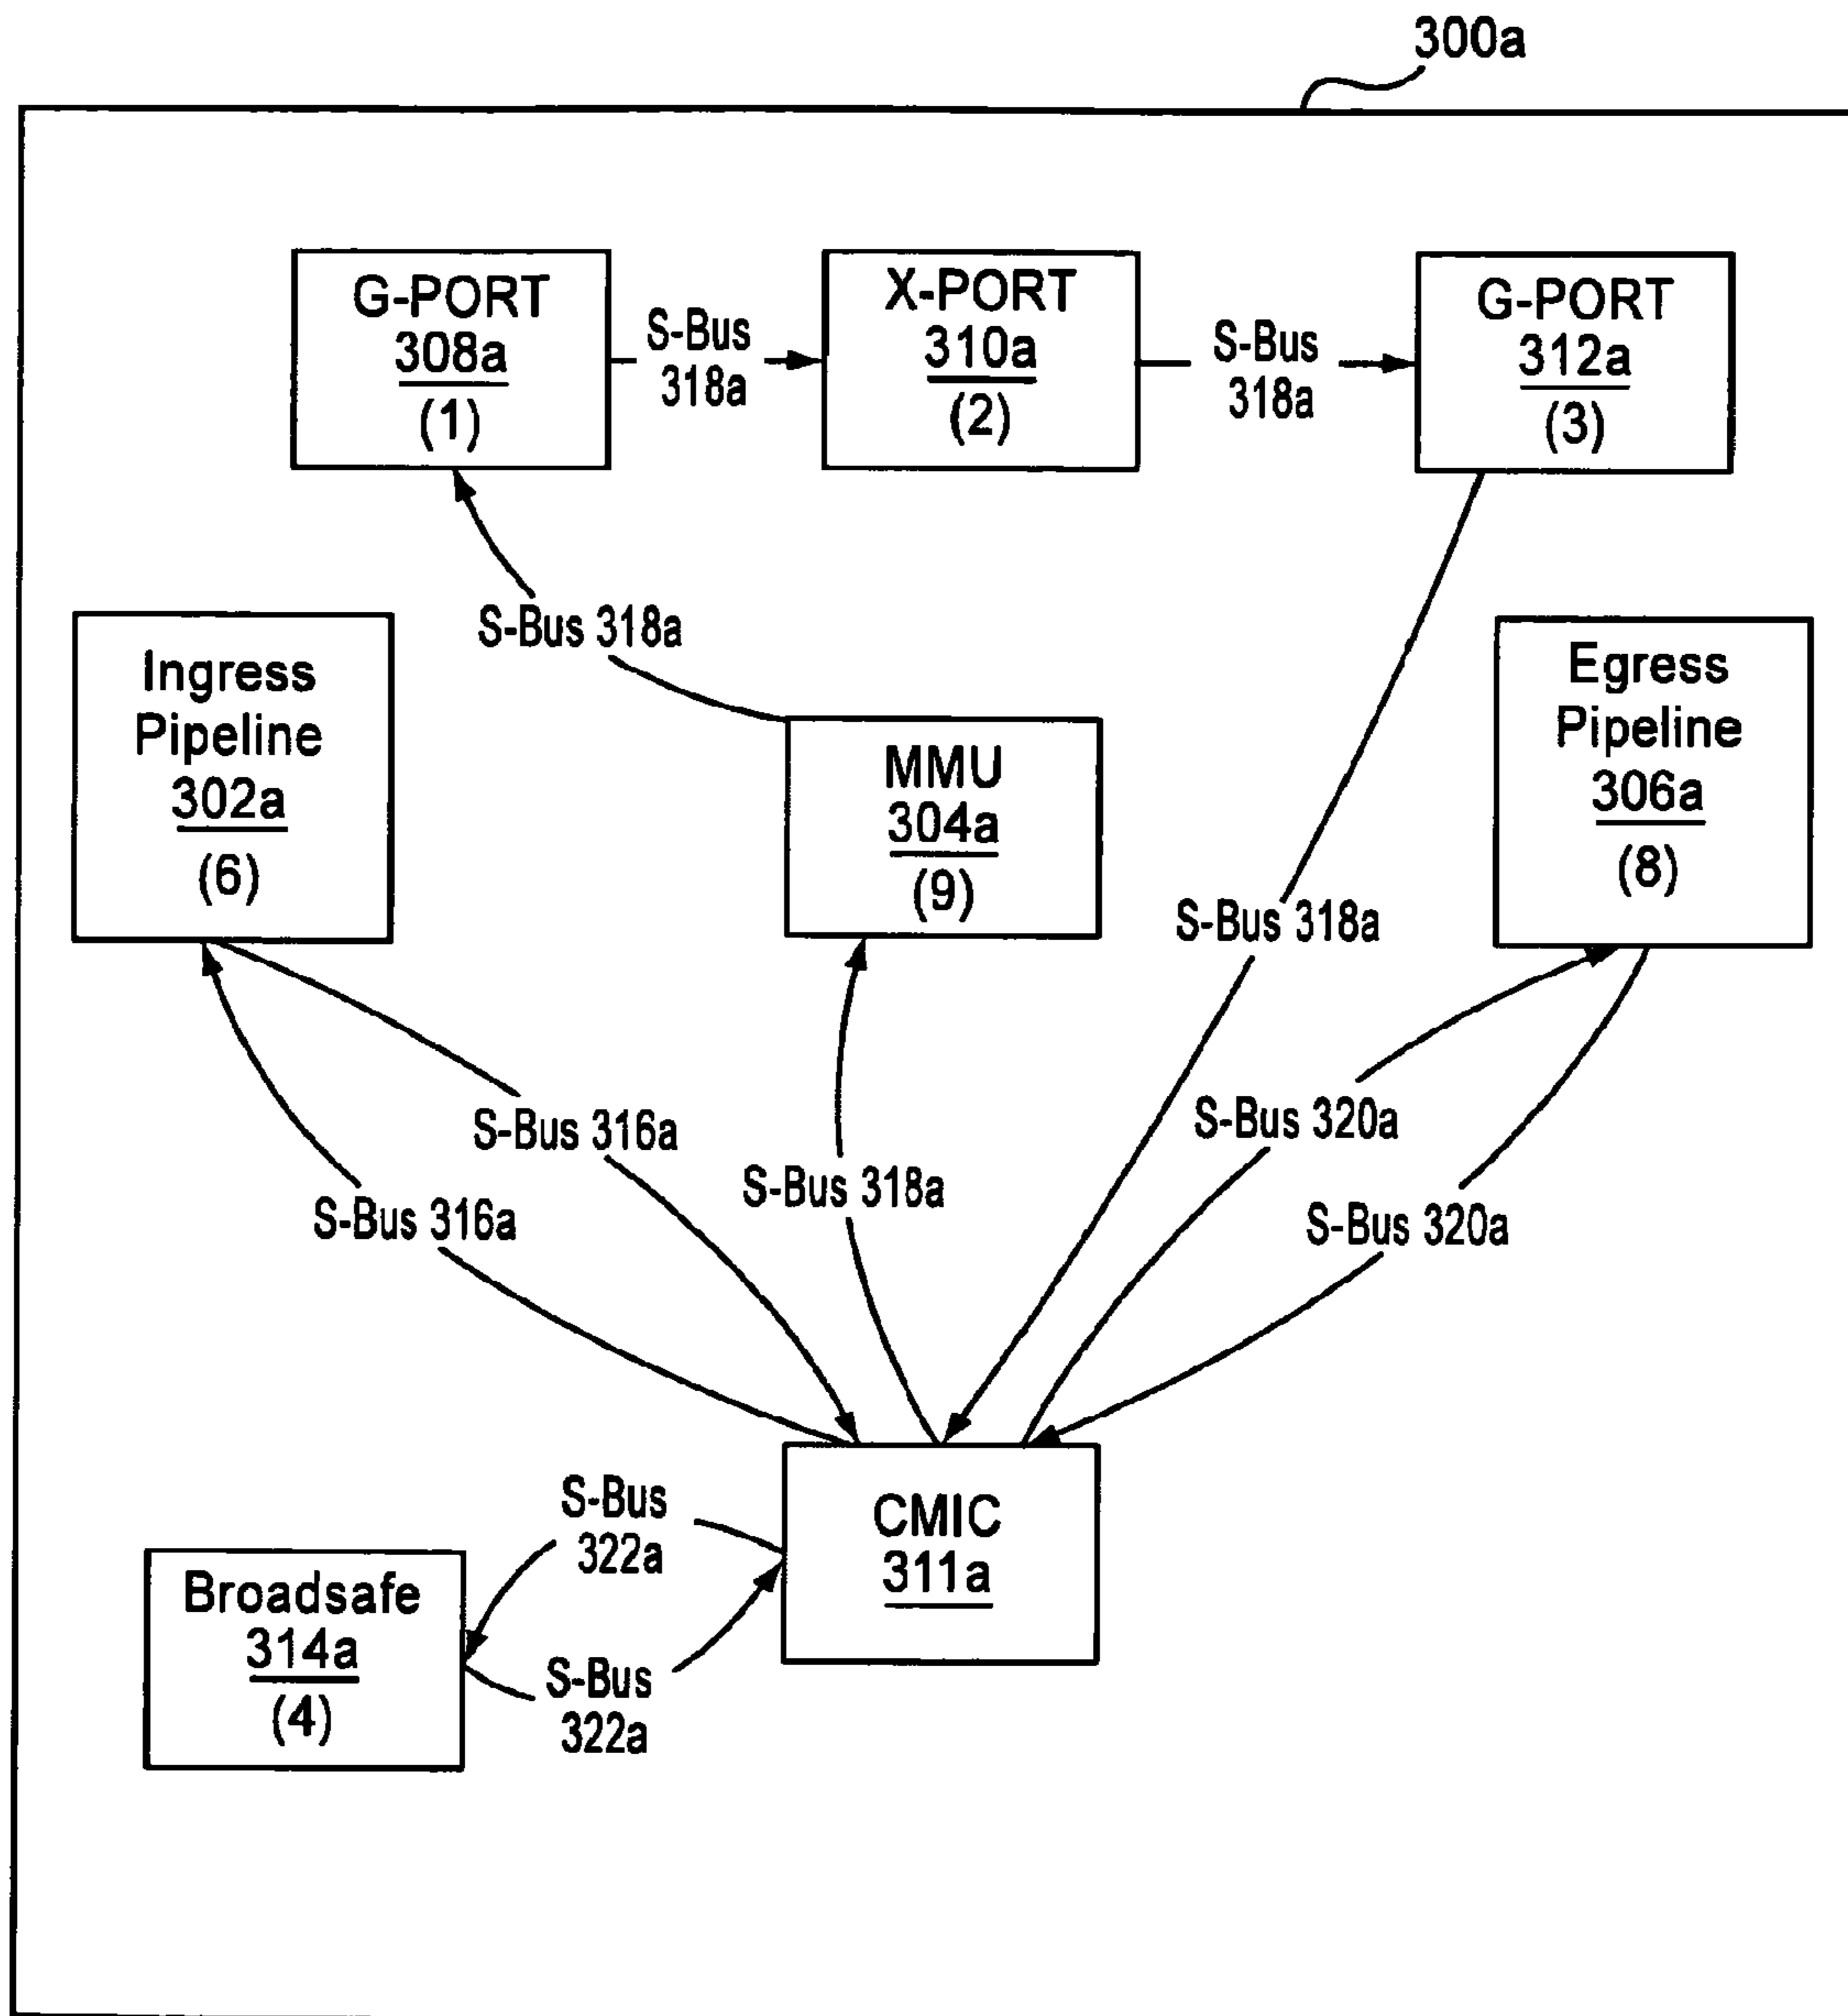 300a
G-PORT
308a
(1)
S-Bus
318a
X-PORT
310a
(2)
S-Bus
318a
G-PORT
312a
(3)
S-Bus 318a
Ingress
Pipeline
302a
(6)
MMU
304a
(9)
Egress
Pipeline
306a
(8)
S-Bus 318a
S-Bus 316a
S-Bus 316a
S-Bus 318a
S-Bus 320a
S-Bus 320a
S-Bus
322a
CMIC
311a
Broadsafe
314a
(4)
S-Bus
322a